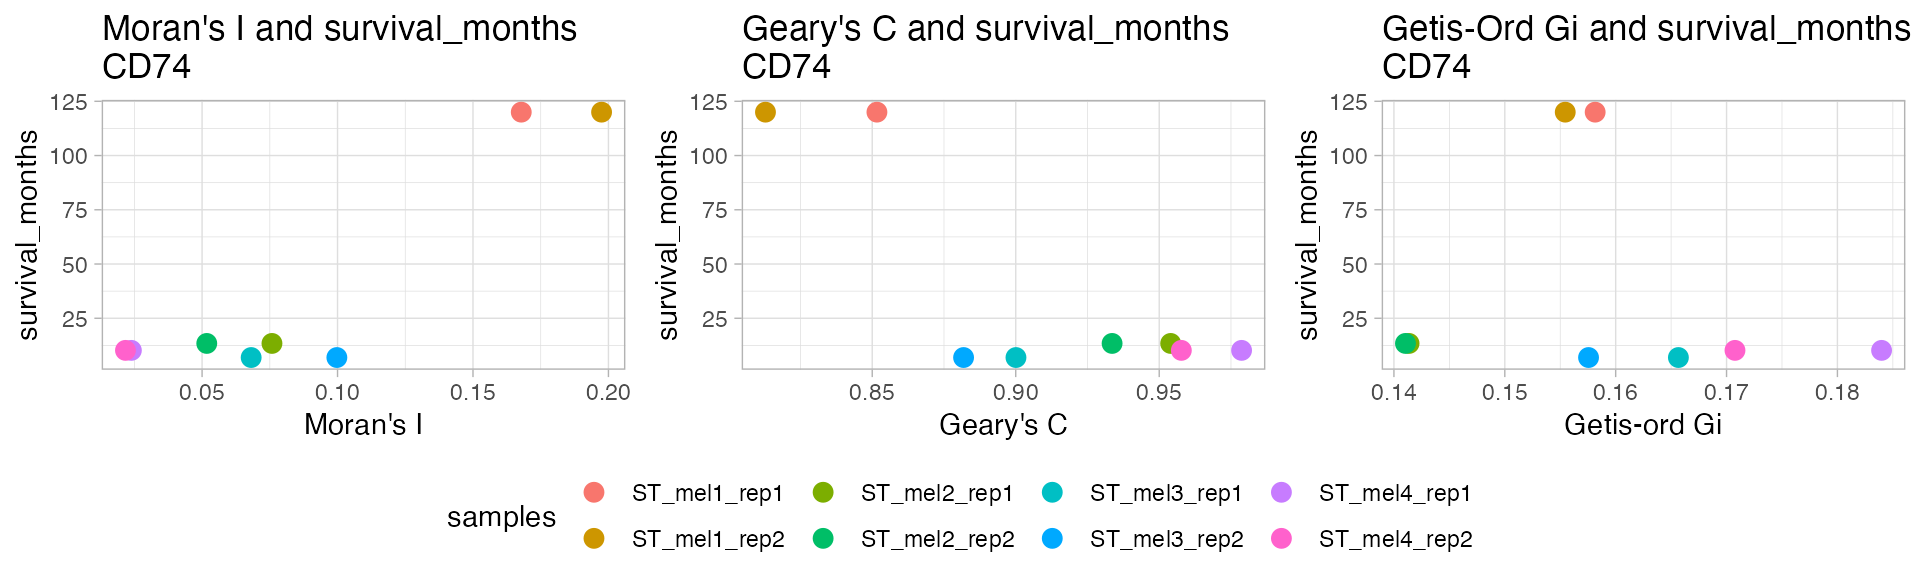 Moran's I and survival_months
CD74
Geary's C and survival_months
CD74
Getis-Ord Gi and survival_months
CD74
survival_months
125
100
75
50
25
0.05 0.10 0.15 0.20
Moran's I
survival_months
125
100
75
50
25
0.85 0.90 0.95
Geary's C
survival_months
125
100
75
50
25
0.14 0.15 0.16 0.17 0.18
Getis-ord Gi
samples
ST_mel1_rep1 ST_mel2_rep1 ST_mel3_rep1 ST_mel4_rep1
ST_mel1_rep2 ST_mel2_rep2 ST_mel3_rep2 ST_mel4_rep2